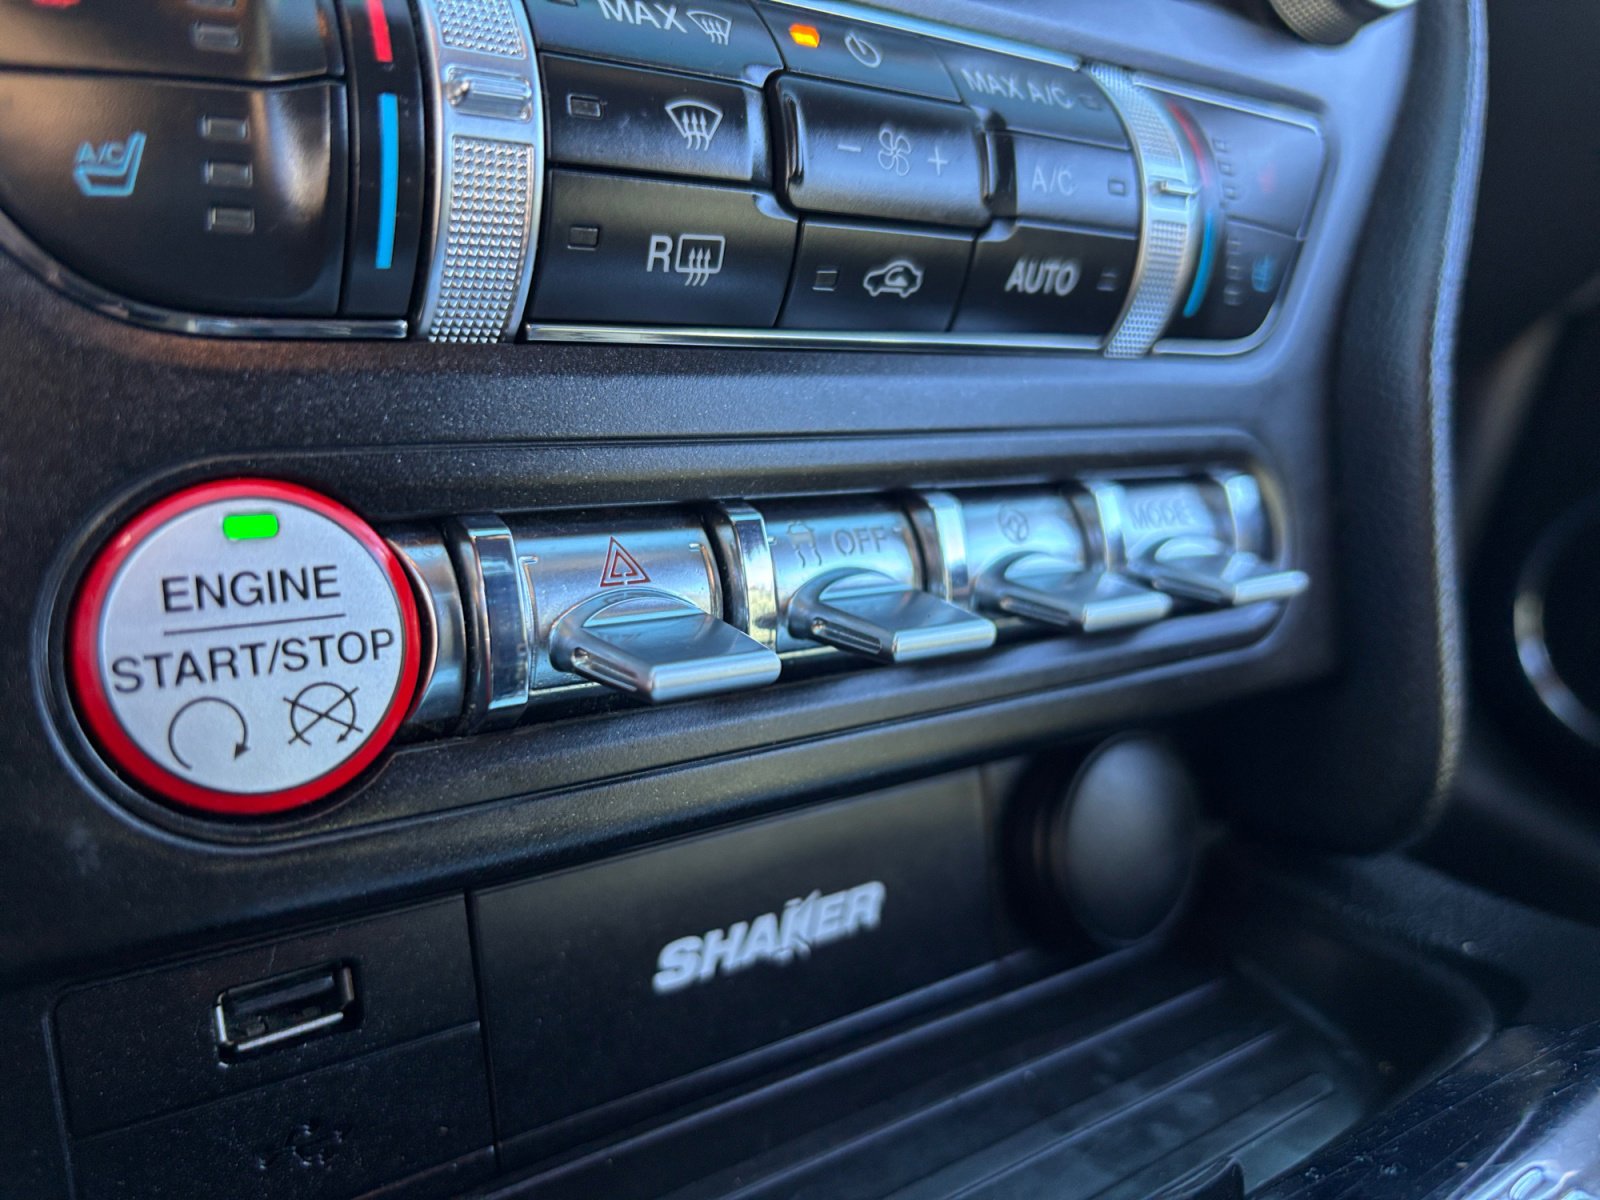 MAX
MAX A/C
A/C
A/C
R
AUTO
ENGINE
START/STOP
OFF
MODE
SHAKER